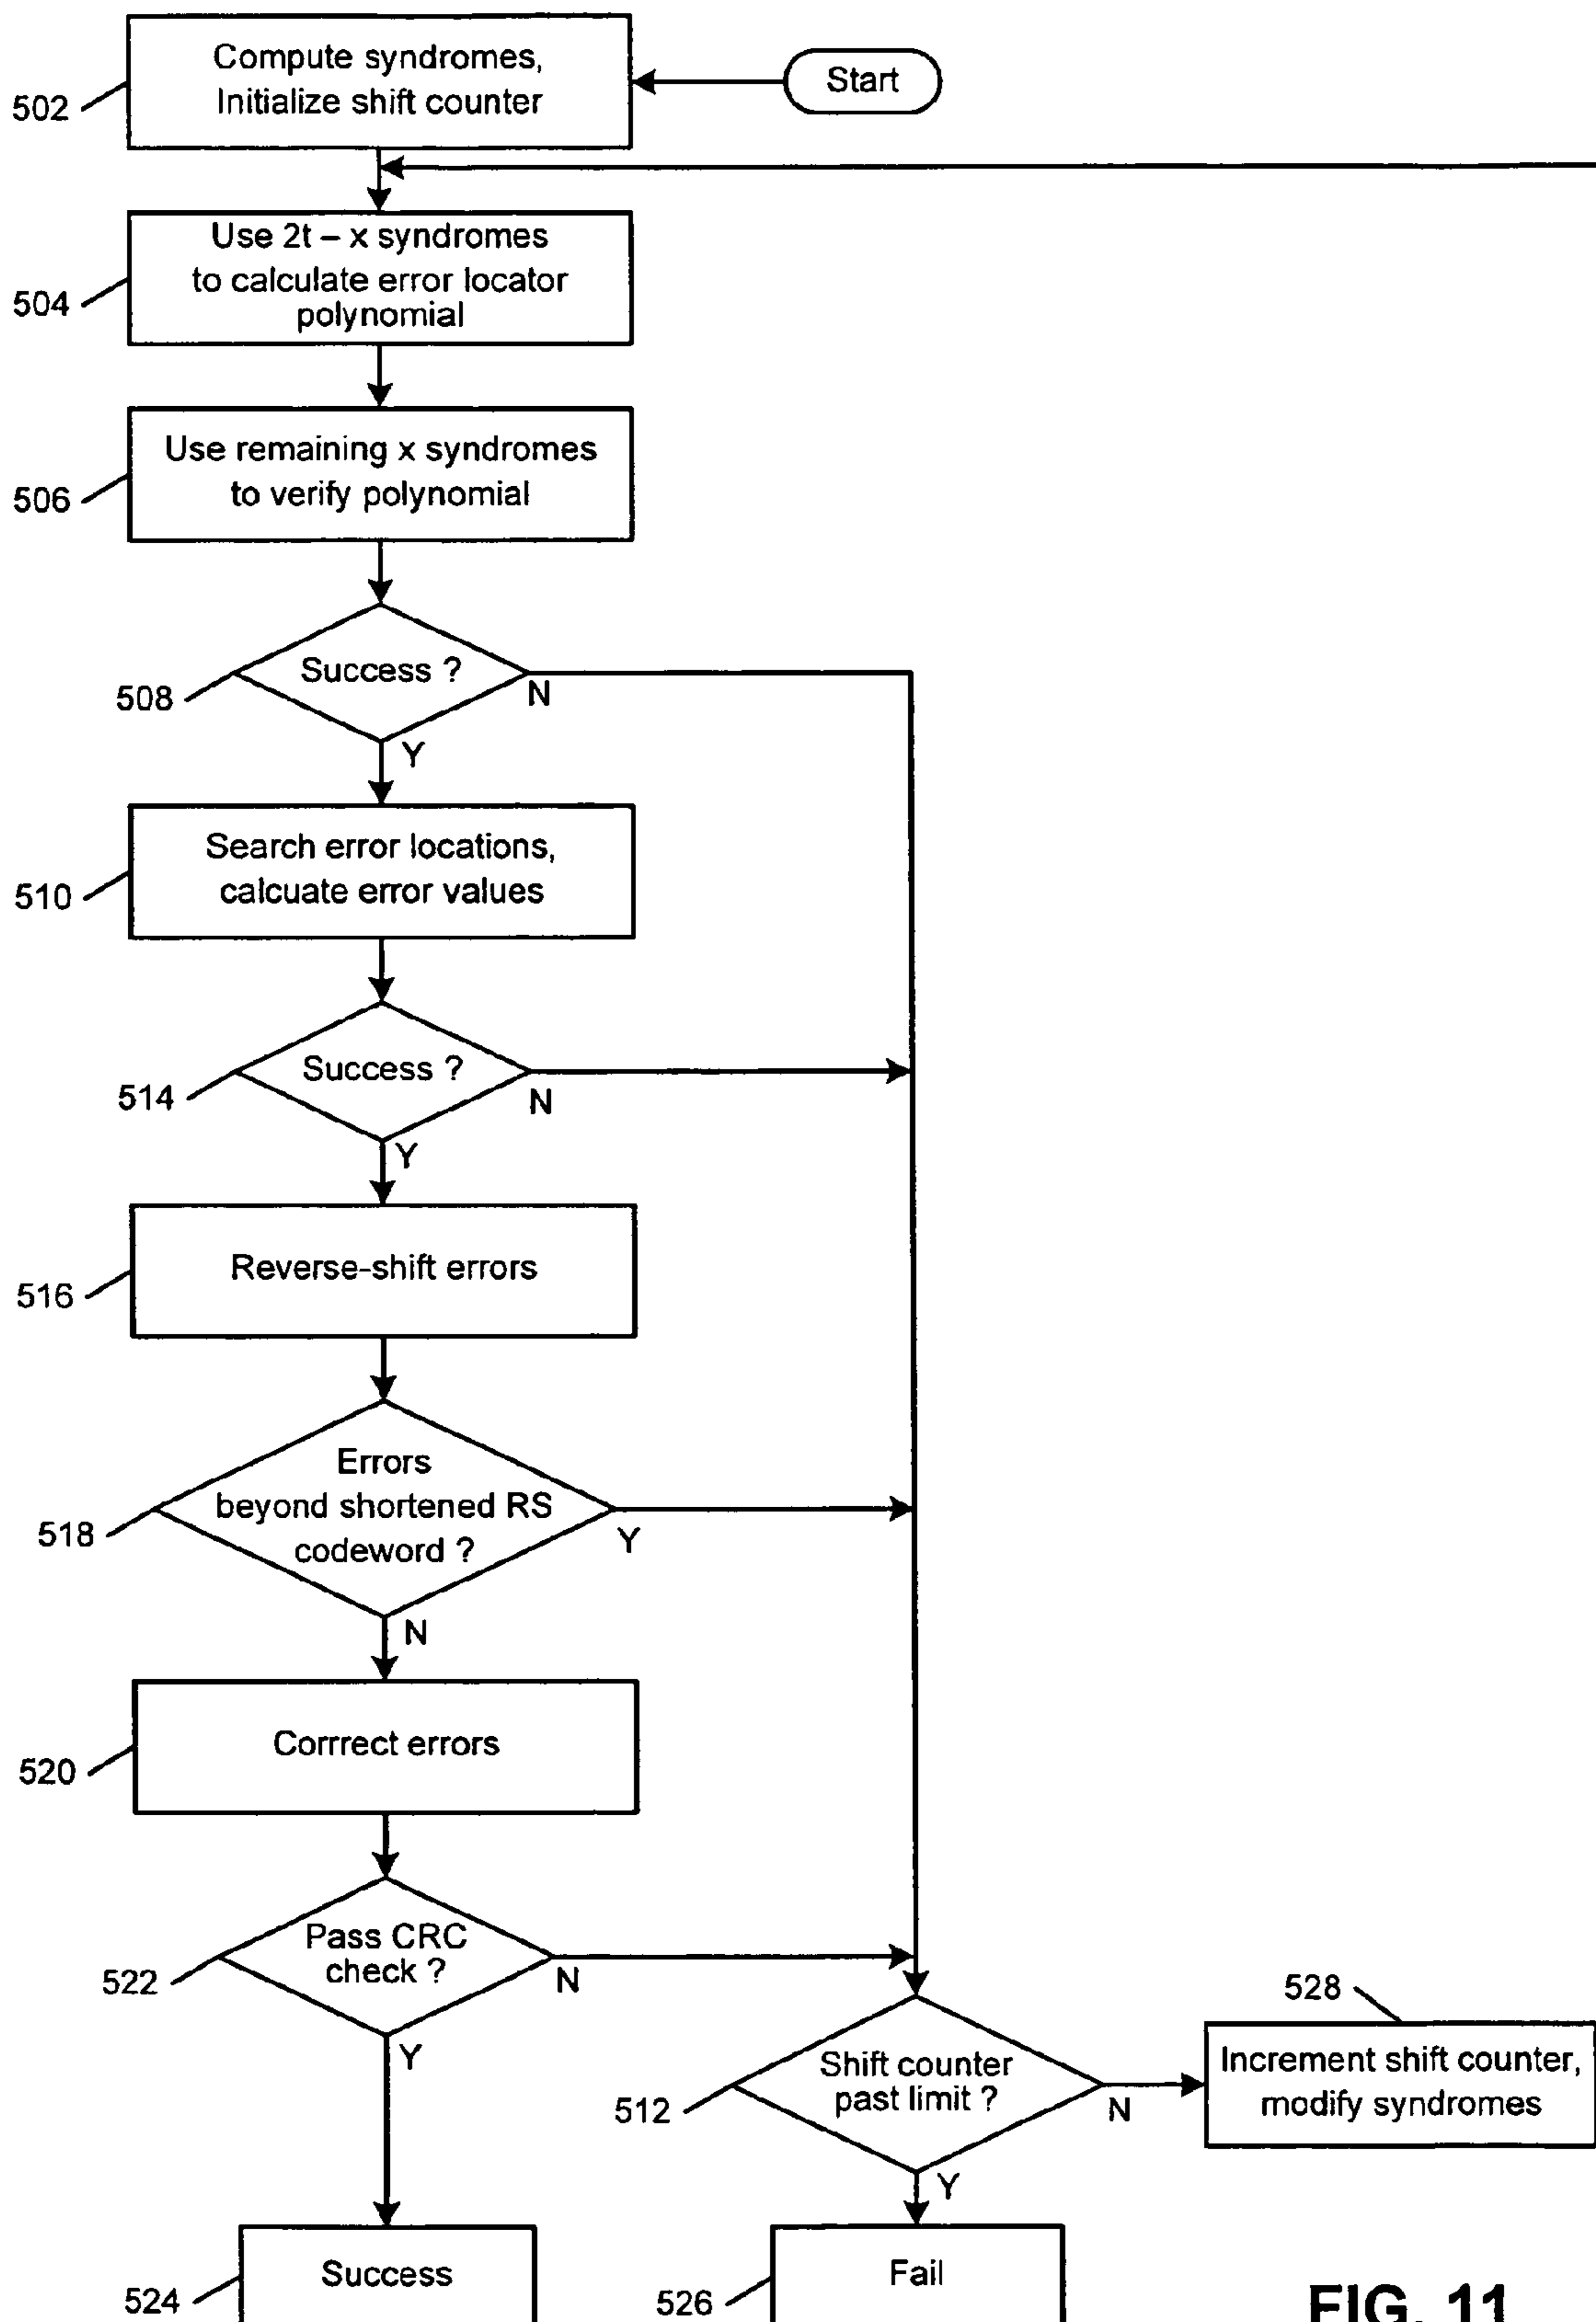 Compute syndromes,
Initialize shift counter
Start
502
Use 2t – x syndromes
to calculate error locator
polynomial
504
Use remaining x syndromes
to verify polynomial
506
Success ?
508
N
Y
Search error locations,
calcuate error values
510
Success ?
514
N
Y
Reverse-shift errors
516
Errors
beyond shortened RS
codeword ?
518
Y
N
Corrrect errors
520
Pass CRC
check ?
522
N
Y
528
Shift counter
past limit ?
512
N
Increment shift counter,
modify syndromes
Y
Success
524
Fail
526
FIG. 11